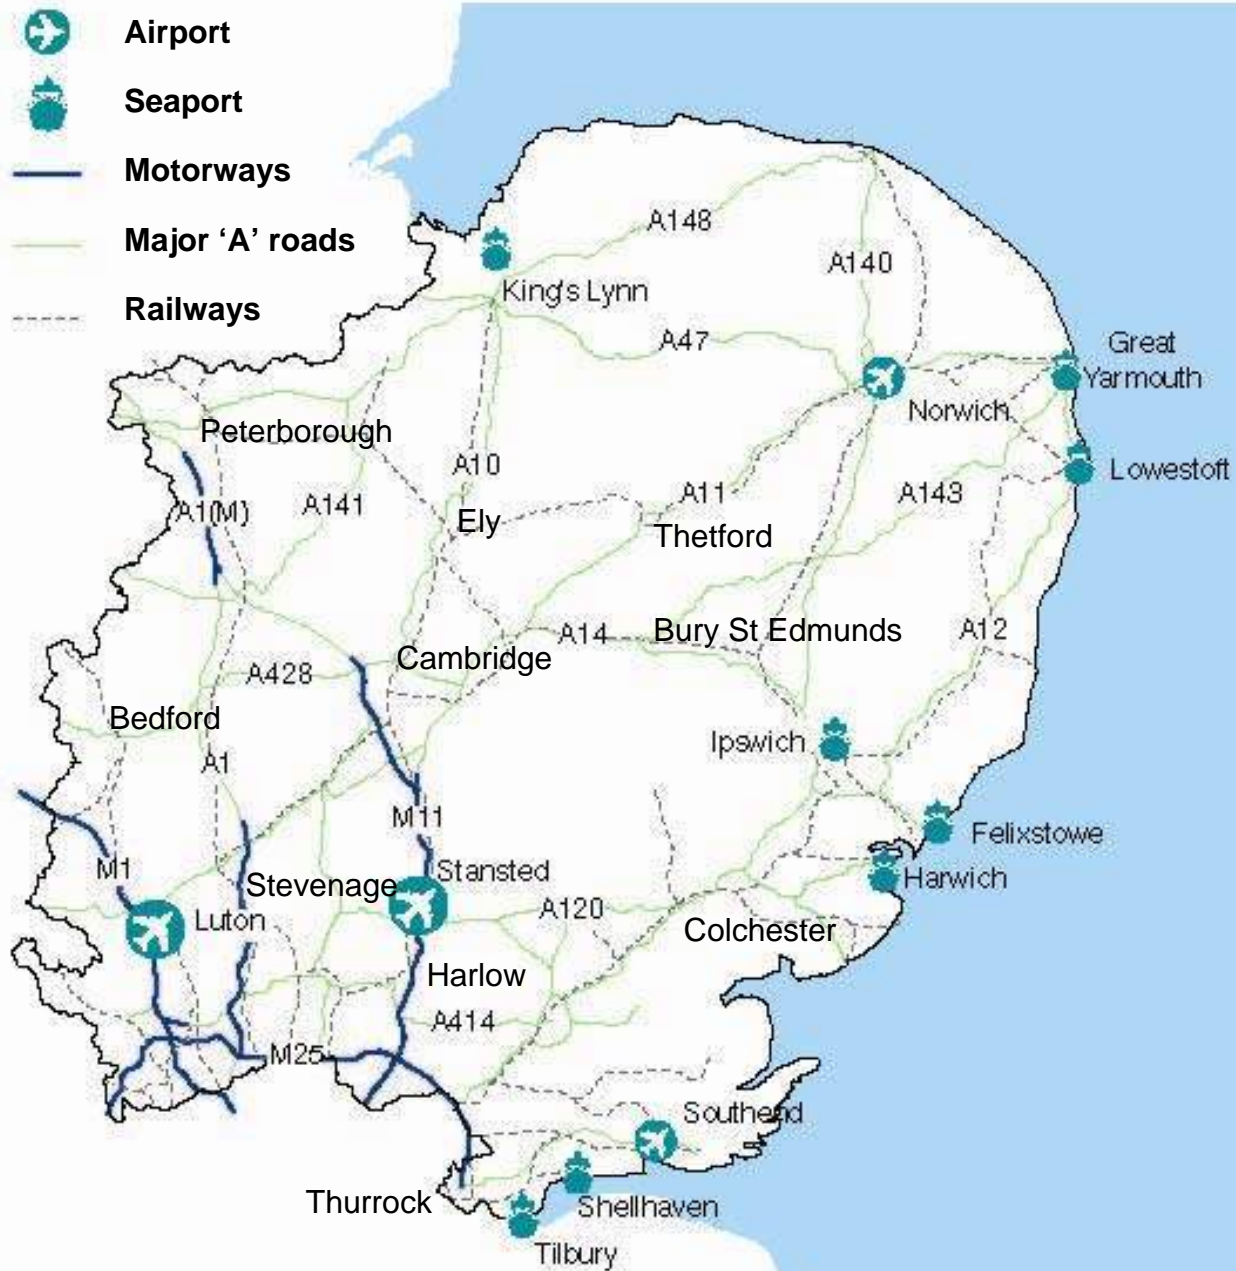 Airport
Seaport
Motorways
Major ‘A’ roads
Railways
A148
A140
King's Lynn
A47
Great
Yarmouth
Norwich
Peterborough
A10
Lowestoft
A1(M)
A141
A11
A143
Ely
Thetford
A14
Bury St Edmunds
A12
Cambridge
A428
Bedford
Ipswich
A1
M11
Felixstowe
M1
Stansted
Harwich
Stevenage
Luton
A120
Colchester
Harlow
A414
M25
Southend
Thurrock
Shellhaven
Tilbury